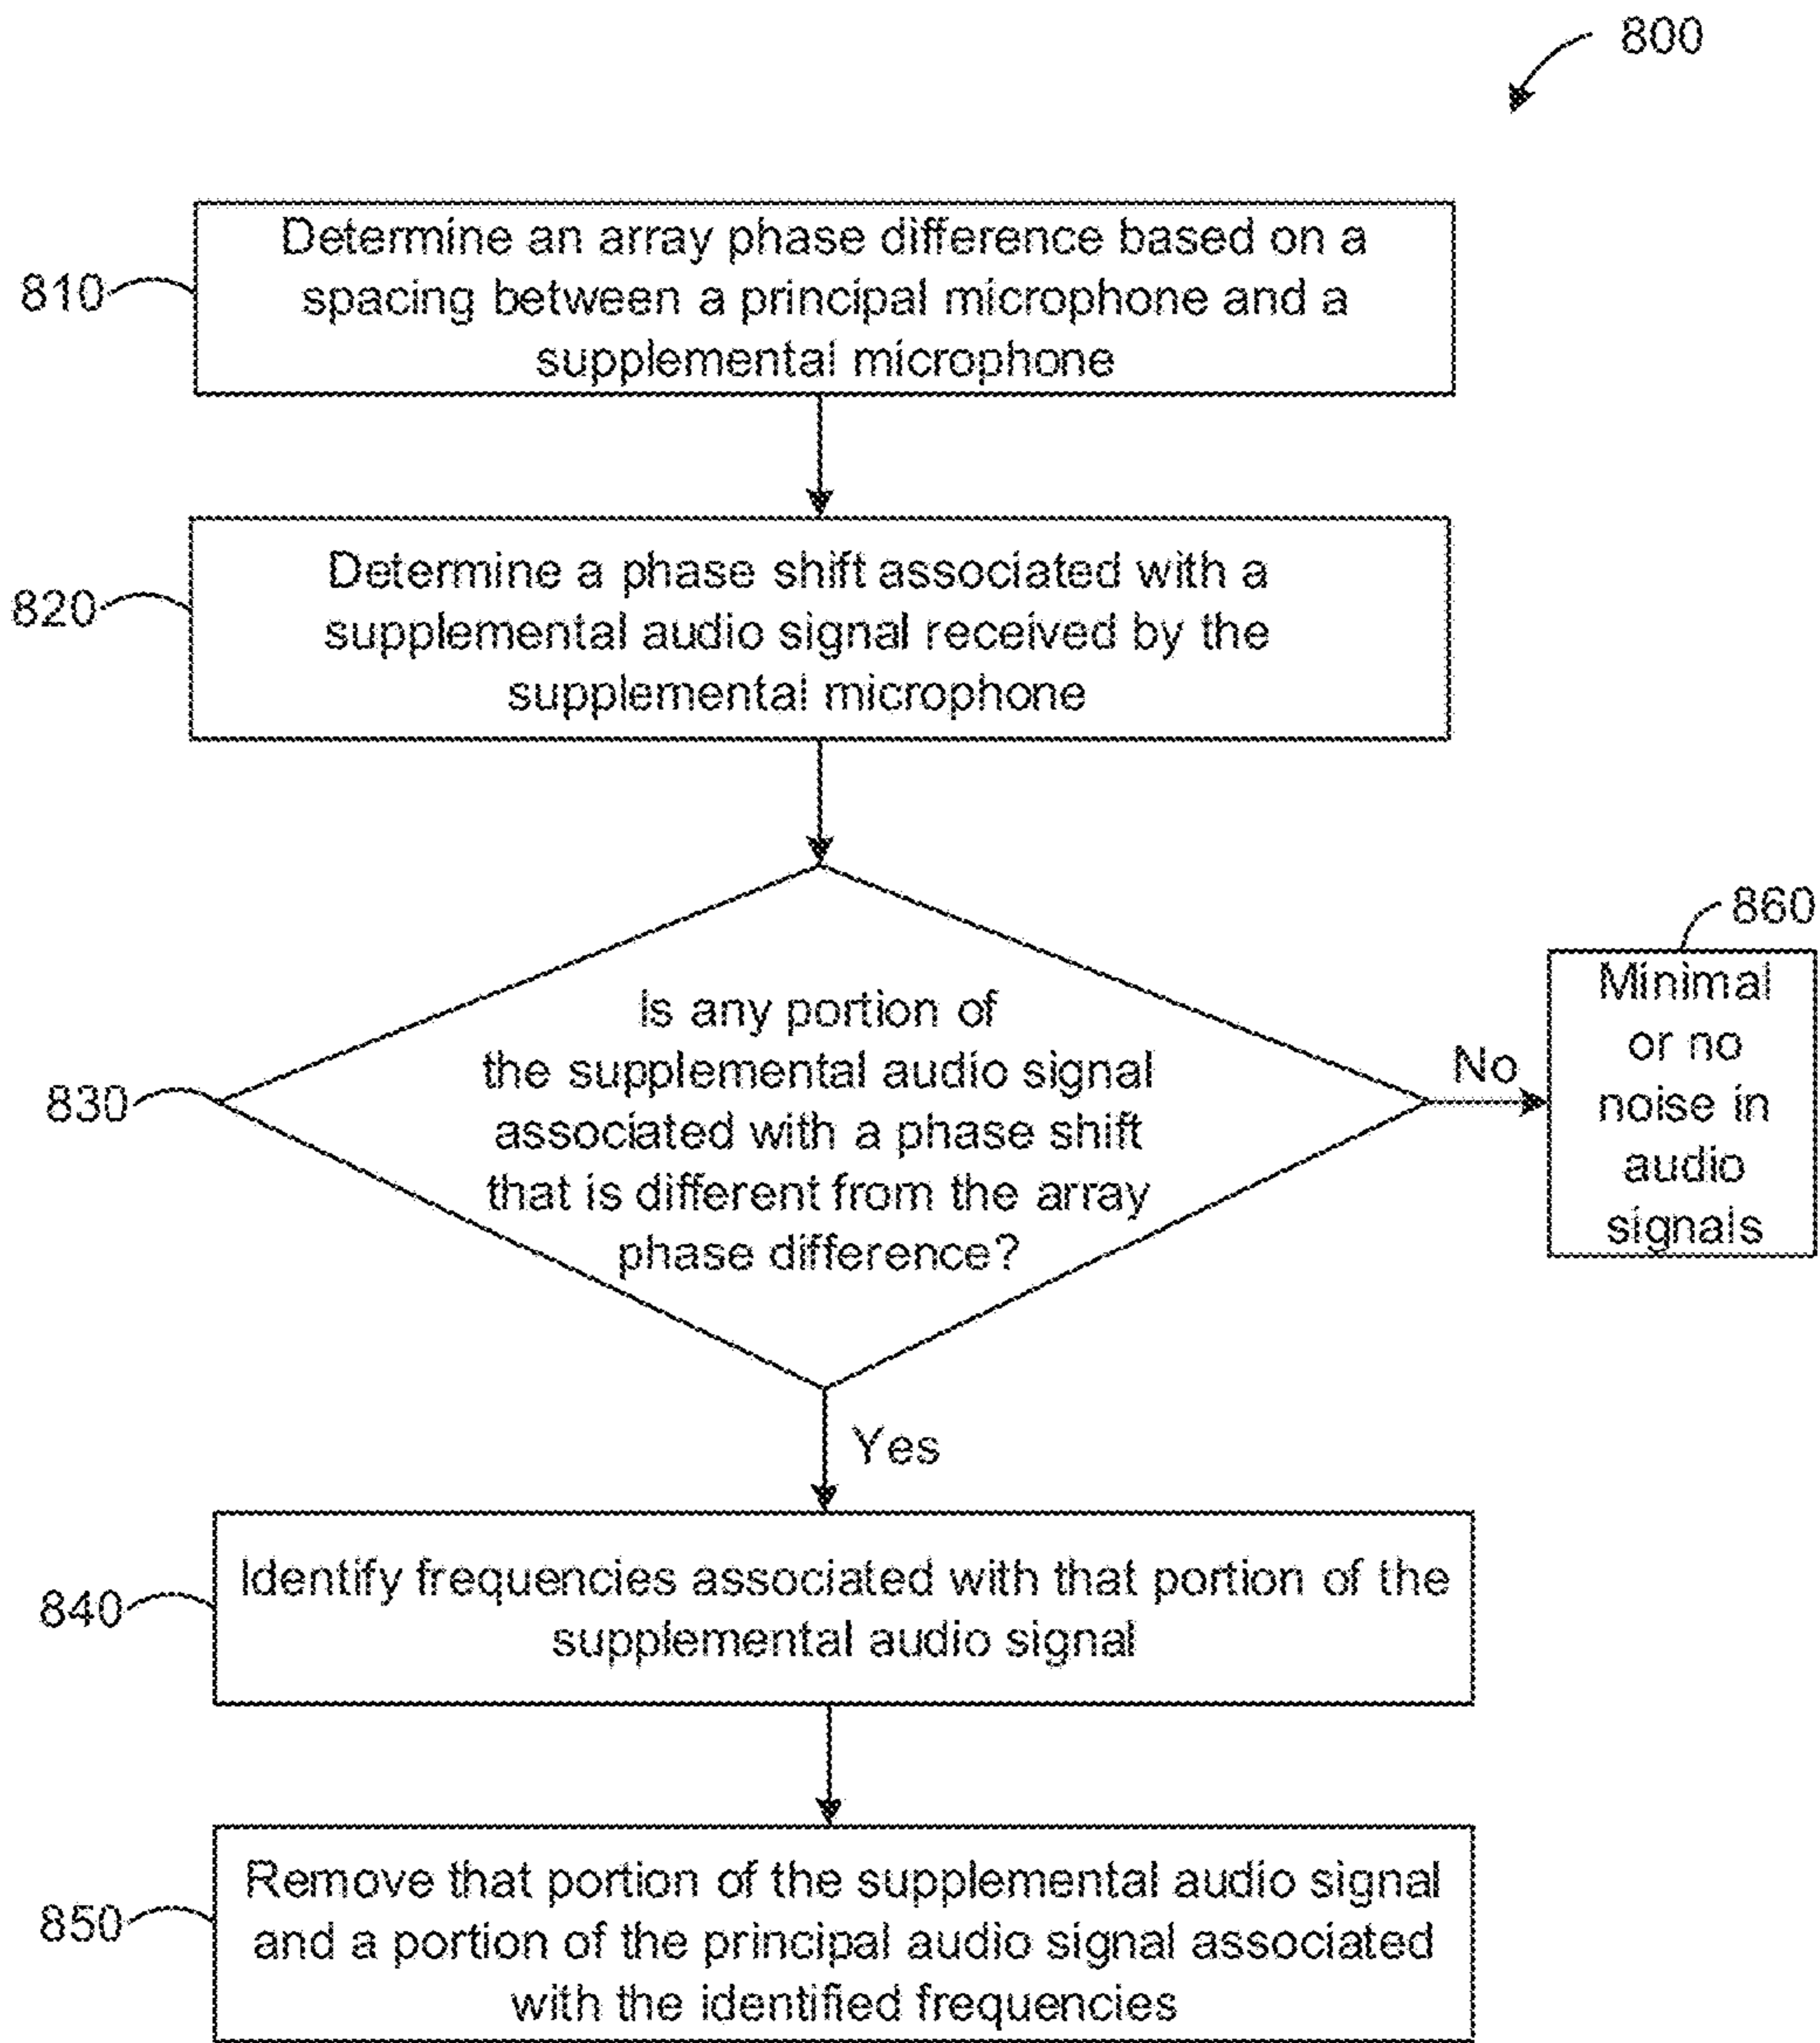 800
810
Determine an array phase difference based on a
spacing between a principal microphone and a
supplemental microphone
820
Determine a phase shift associated with a
supplemental audio signal received by the
supplemental microphone
830
Is any portion of
the supplemental audio signal
associated with a phase shift
that is different from the array
phase difference?
No
860
Minimal
or no
noise in
audio
signals
Yes
840
Identify frequencies associated with that portion of the
supplemental audio signal
850
Remove that portion of the supplemental audio signal
and a portion of the principal audio signal associated
with the identified frequencies